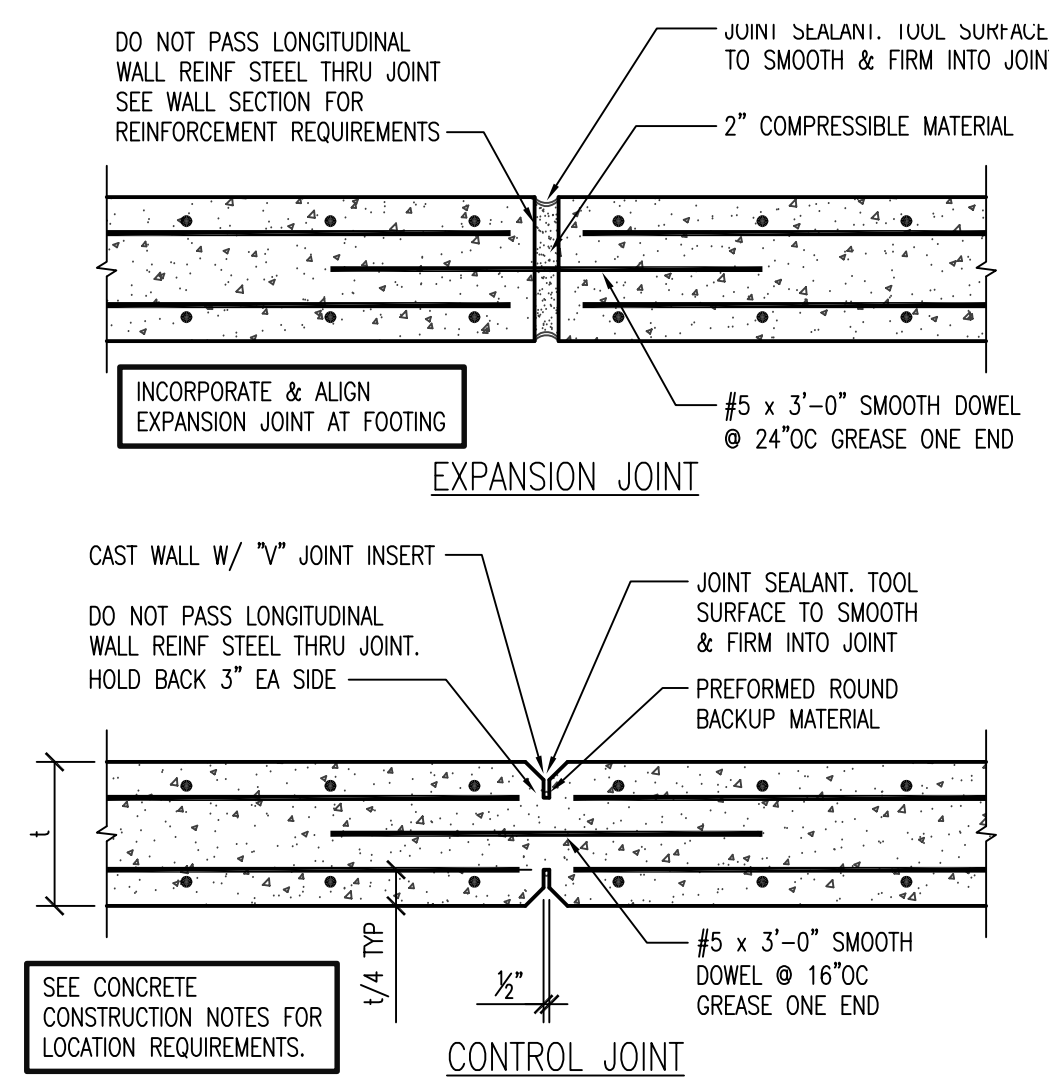 DO NOT PASS LONGITUDINAL
WALL REINF STEEL THRU JOINT
SEE WALL SECTION FOR
REINFORCEMENT REQUIREMENTS
JOINT SEALANT. TOOL SURFACE
TO SMOOTH & FIRM INTO JOINT
2" COMPRESSIBLE MATERIAL
INCORPORATE & ALIGN
EXPANSION JOINT AT FOOTING
#5 x 3'-0" SMOOTH DOWEL
@ 24"OC GREASE ONE END
EXPANSION JOINT
CAST WALL W/ "V" JOINT INSERT
DO NOT PASS LONGITUDINAL
WALL REINF STEEL THRU JOINT.
HOLD BACK 3" EA SIDE
JOINT SEALANT. TOOL
SURFACE TO SMOOTH
& FIRM INTO JOINT
PREFORMED ROUND
BACKUP MATERIAL
t
t/4 TYP
½"
#5 x 3'-0" SMOOTH
DOWEL @ 16"OC
GREASE ONE END
SEE CONCRETE
CONSTRUCTION NOTES FOR
LOCATION REQUIREMENTS.
CONTROL JOINT